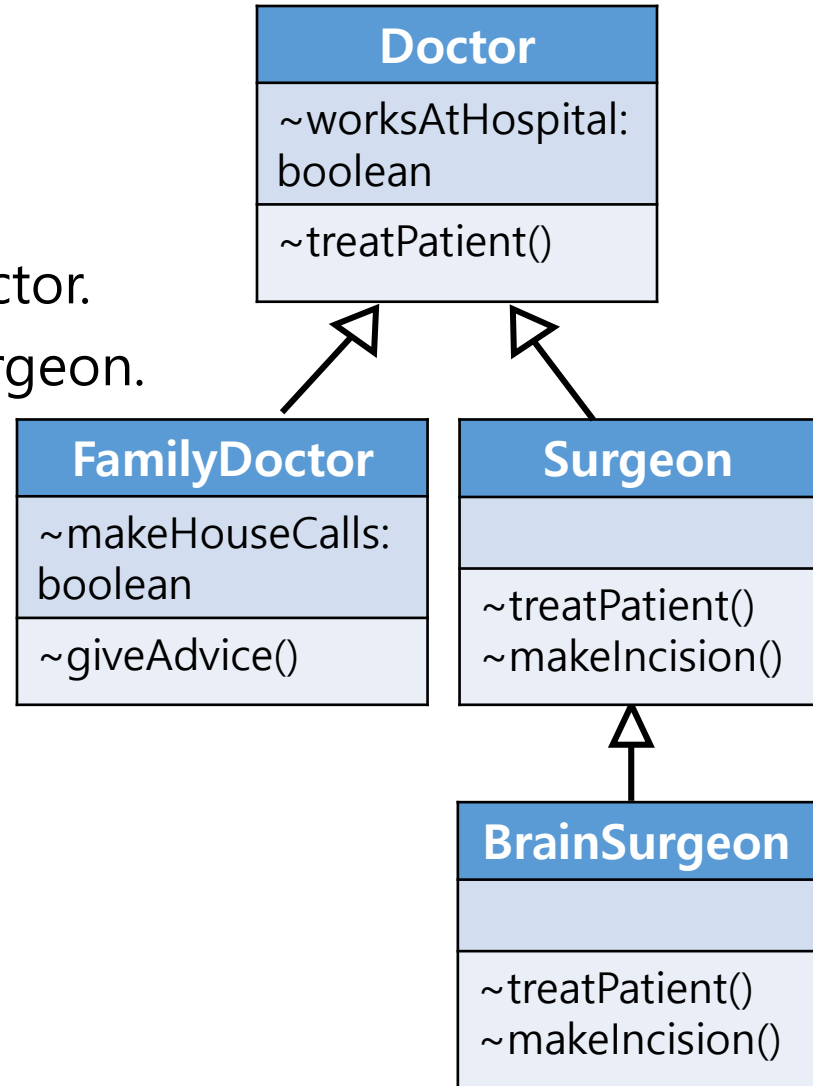 Doctor
~worksAtHospital:
boolean
~treatPatient()
ctor.
rgeon.
FamilyDoctor
~makeHouseCalls:
boolean
~giveAdvice()
Surgeon
~treatPatient()
~makeIncision()
BrainSurgeon
~treatPatient()
~makeIncision()